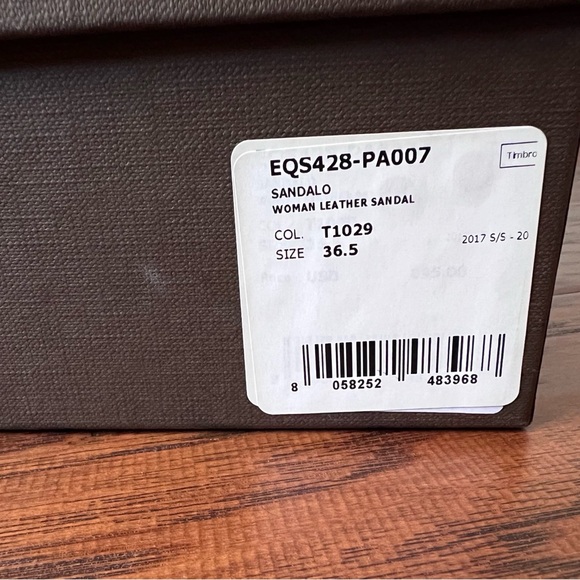 EQS428-PA007
Timbro
SANDALO
WOMAN LEATHER SANDAL
COL. T1029
2017 S/S - 20
SIZE 36.5
8 058252 483968